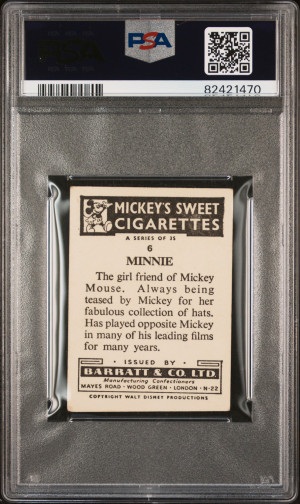 PSA
82421470
MICKEY'S SWEET
CIGARETTES
A SERIES OF 35
6
MINNIE
The girl friend of Mickey
Mouse. Always being
teased by Mickey for her
fabulous collection of hats.
Has played opposite Mickey
in many of his leading films
for many years.
• ISSUED BY •
BARRATT & CO. LTD.
Manufacturing Confectioners
MAYES ROAD • WOOD GREEN • LONDON • N·22
COPYRIGHT WALT DISNEY PRODUCTIONS